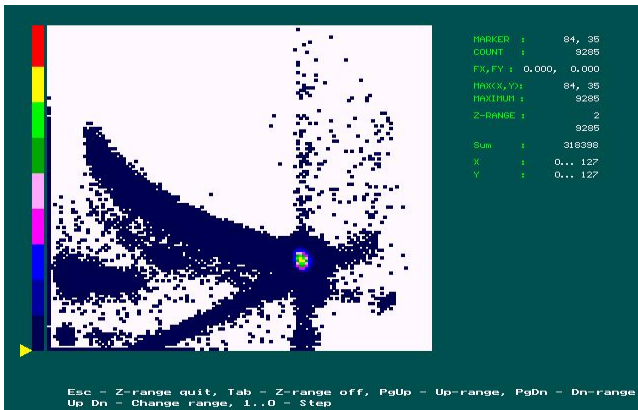 MARKER : 84, 35
COUNT : 9285
FX,FY : 0.000, 0.000
MAX(X,Y): 84, 35
MAXIMUM : 9285
Z-RANGE : 2
9285
Sum : 318398
X : 0... 127
Y : 0... 127
Esc - Z-range quit, Tab - Z-range off, PgUp - Up-range, PgDn - Dn-range
Up Dn - Change range, 1..0 - Step